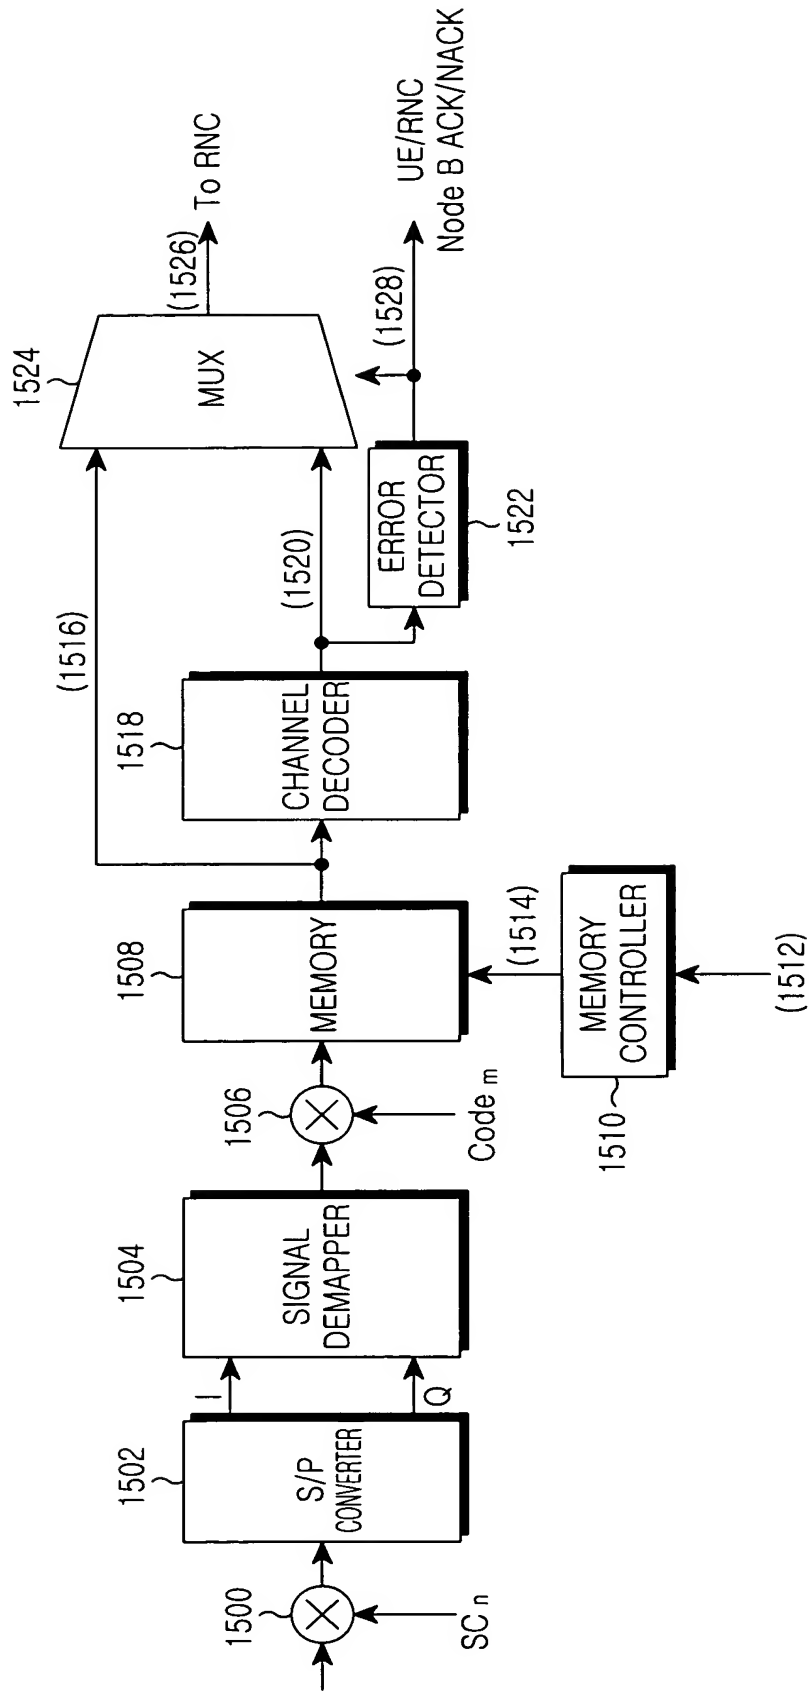 1500
SC n
1502
S/P
CONVERTER
I
Q
1504
SIGNAL
DEMAPPER
1506
Code m
1508
MEMORY
(1514)
1510
MEMORY
CONTROLLER
(1512)
(1516)
1518
CHANNEL
DECODER
(1520)
ERROR
DETECTOR
1522
1524
MUX
(1526)
To RNC
(1528)
UE/RNC
Node B ACK/NACK